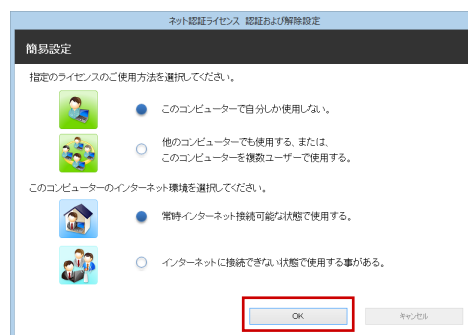 ネット認証ライセンス 認証および解除設定
簡易設定
指定のライセンスのご使用方法を選択してください。
このコンピューターで自分しか使用しない。
他のコンピューターでも使用する、または、
このコンピューターを複数ユーザーで使用する。
このコンピューターのインターネット環境を選択してください。
常時インターネット接続可能な状態で使用する。
インターネットに接続できない状態で使用する事がある。
OK
キャンセル